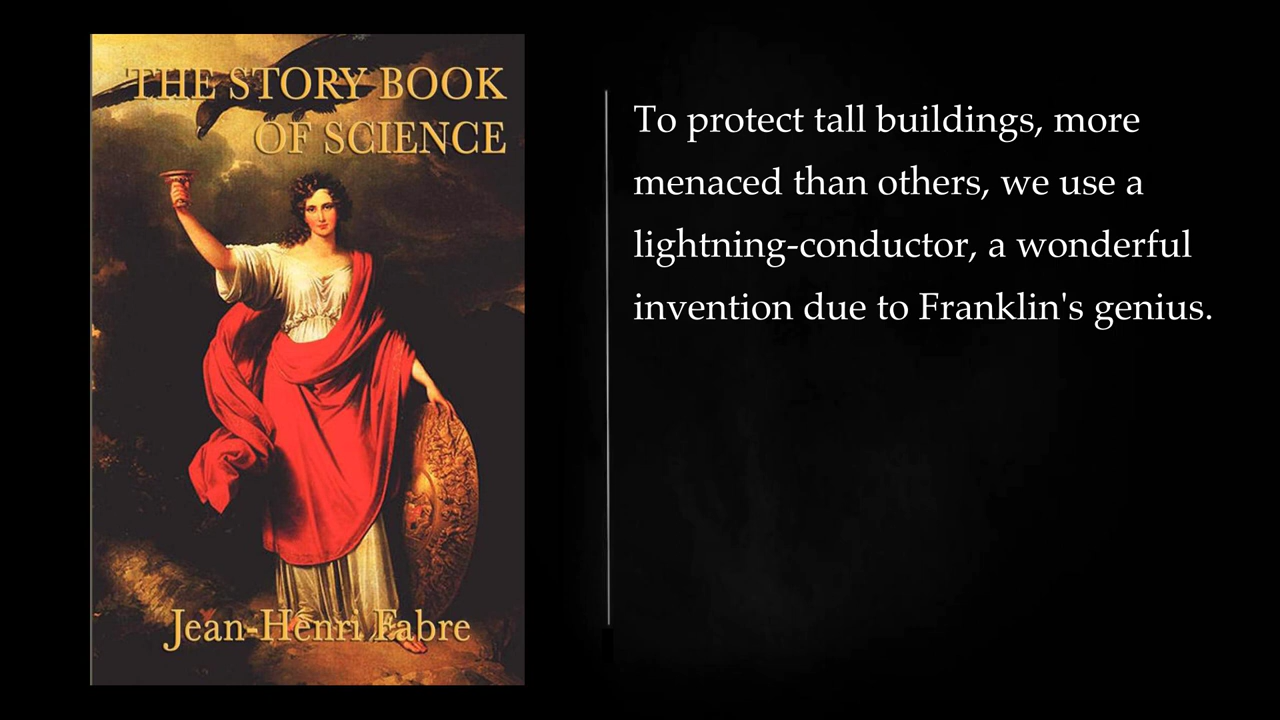 THE STORY BOOK
OF SCIENCE
Jean-Henri Fabre
To protect tall buildings, more
menaced than others, we use a
lightning-conductor, a wonderful
invention due to Franklin's genius.